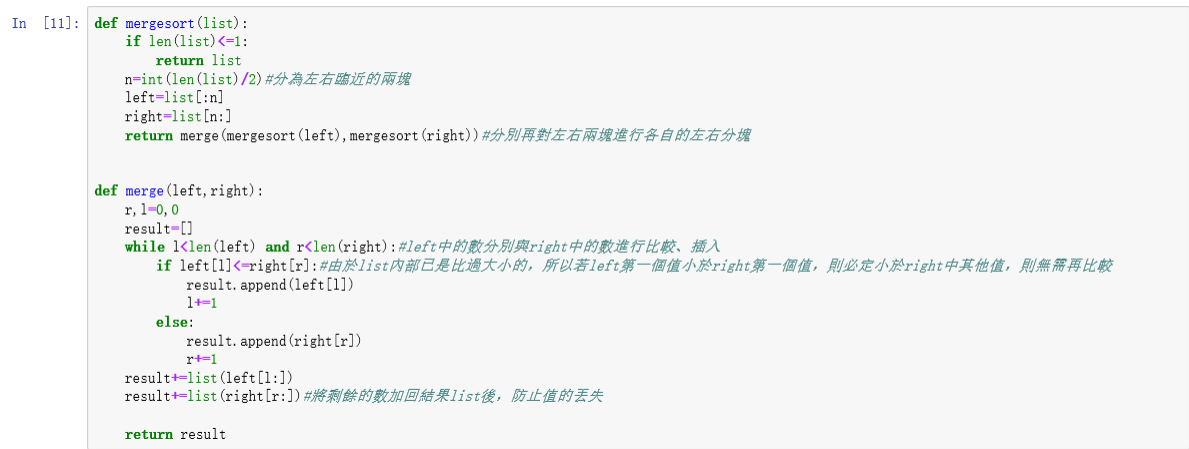 In [11]: def mergesort(list):
if len(list)<=1:
return list
n=int(len(list)/2)#分為左右臨近的兩塊
left=list[:n]
right=list[n:]
return merge(mergesort(left),mergesort(right))#分別再對左右兩塊進行各自的左右分塊
def merge(left,right):
r,l=0,0
result=[]
while l<len(left) and r<len(right):#left中的數分別與right中的數進行比較、插入
if left[l]<=right[r]:#由於list內部已是比過大小的，所以若left第一個值小於right第一個值，則必定小於right中其他值，則無需再比較
result.append(left[l])
l+=1
else:
result.append(right[r])
r+=1
result+=list(left[l:])
result+=list(right[r:])#將剩餘的數加回結果list後，防止值的丟失
return result